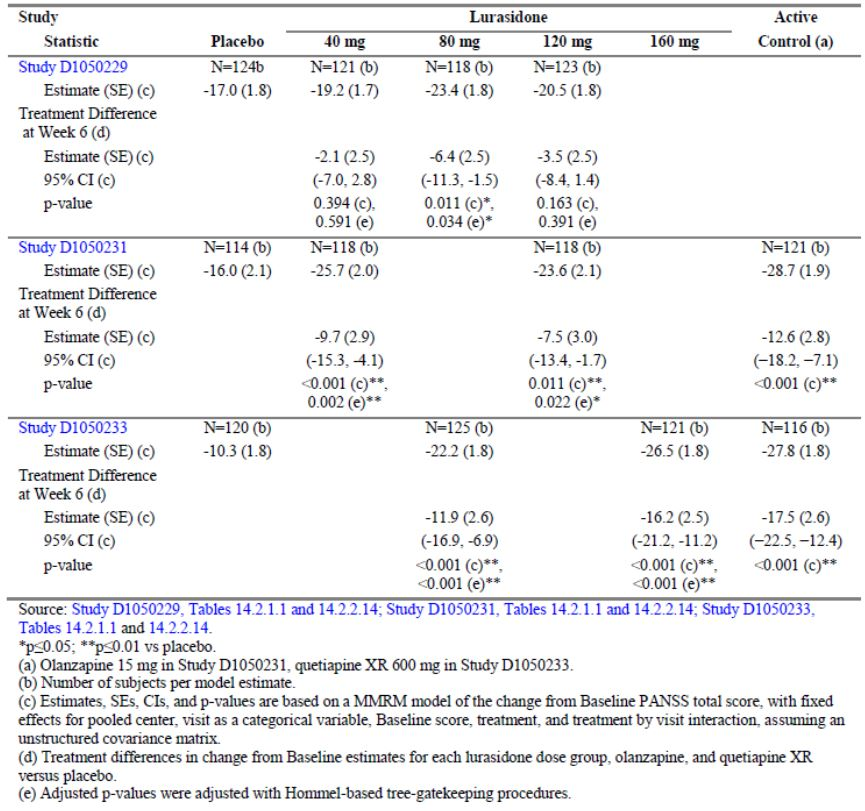 Study Lurasidone Active
Statistic Placebo 40 mg 80 mg 120 mg 160 mg Control (a)
Study D1050229 N=124b N=121 (b) N=118 (b) N=123 (b)
Estimate (SE) (c) -17.0 (1.8) -19.2 (1.7) -23.4 (1.8) -20.5 (1.8)
Treatment Difference
at Week 6 (d)
Estimate (SE) (c) -2.1 (2.5) -6.4 (2.5) -3.5 (2.5)
95% CI (c) (-7.0, 2.8) (-11.3, -1.5) (-8.4, 1.4)
p-value 0.394 (c), 0.011 (c)*, 0.163 (c),
0.591 (e) 0.034 (e)* 0.391 (e)
Study D1050231 N=114 (b) N=118 (b) N=118 (b) N=121 (b)
Estimate (SE) (c) -16.0 (2.1) -25.7 (2.0) -23.6 (2.1) -28.7 (1.9)
Treatment Difference
at Week 6 (d)
Estimate (SE) (c) -9.7 (2.9) -7.5 (3.0) -12.6 (2.8)
95% CI (c) (-15.3, -4.1) (-13.4, -1.7) (−18.2, −7.1)
p-value <0.001 (c)**, 0.011 (c)**, <0.001 (c)**
0.002 (e)** 0.022 (e)*
Study D1050233 N=120 (b) N=125 (b) N=121 (b) N=116 (b)
Estimate (SE) (c) -10.3 (1.8) -22.2 (1.8) -26.5 (1.8) -27.8 (1.8)
Treatment Difference
at Week 6 (d)
Estimate (SE) (c) -11.9 (2.6) -16.2 (2.5) -17.5 (2.6)
95% CI (c) (-16.9, -6.9) (-21.2, -11.2) (−22.5, −12.4)
p-value <0.001 (c)**, <0.001 (c)**, <0.001 (c)**
<0.001 (e)** <0.001 (e)**
Source: Study D1050229, Tables 14.2.1.1 and 14.2.2.14; Study D1050231, Tables 14.2.1.1 and 14.2.2.14; Study D1050233,
Tables 14.2.1.1 and 14.2.2.14.
*p≤0.05; **p≤0.01 vs placebo.
(a) Olanzapine 15 mg in Study D1050231, quetiapine XR 600 mg in Study D1050233.
(b) Number of subjects per model estimate.
(c) Estimates, SEs, CIs, and p-values are based on a MMRM model of the change from Baseline PANSS total score, with fixed
effects for pooled center, visit as a categorical variable, Baseline score, treatment, and treatment by visit interaction, assuming an
unstructured covariance matrix.
(d) Treatment differences in change from Baseline estimates for each lurasidone dose group, olanzapine, and quetiapine XR
versus placebo.
(e) Adjusted p-values were adjusted with Hommel-based tree-gatekeeping procedures.